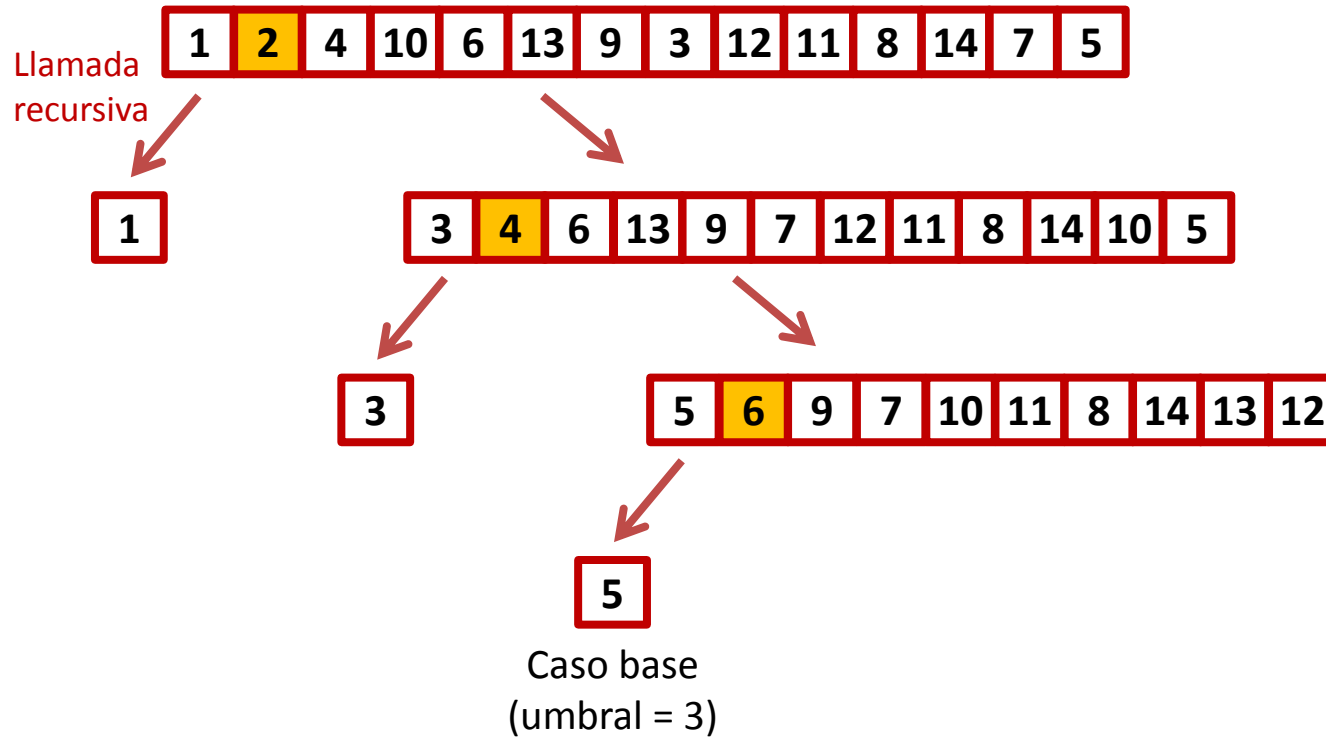 1 2 4 10 6 13 9 3 12 11 8 14 7 5
Llamada
recursiva
1
3 4 6 13 9 7 12 11 8 14 10 5
3
5 6 9 7 10 11 8 14 13 12
5
Caso base
(umbral = 3)